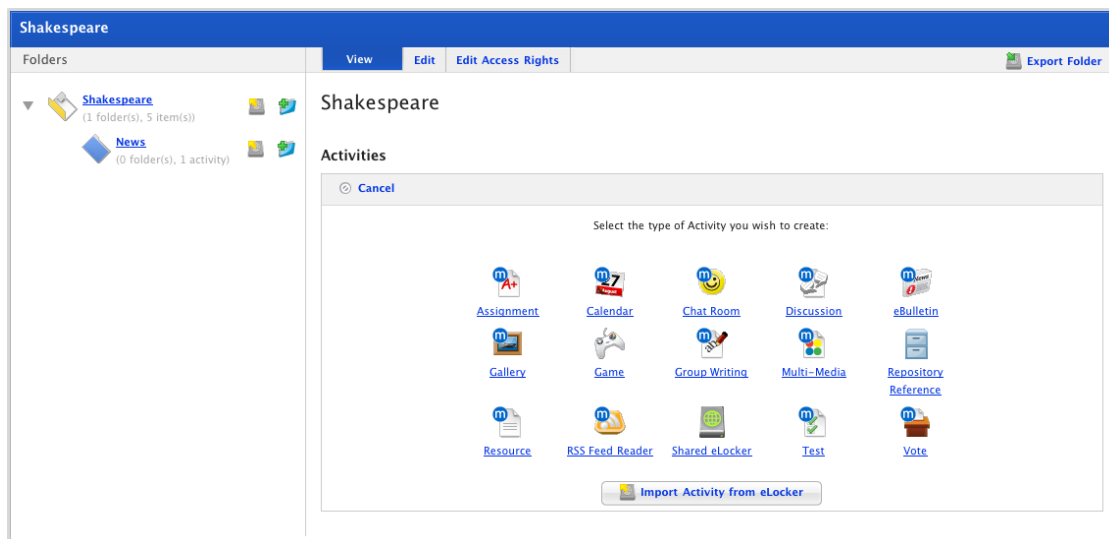 Shakespeare
Folders
View Edit Edit Access Rights Export Folder
Shakespeare
(1 folder(s), 5 item(s))
News
(0 folder(s), 1 activity)
Shakespeare
Activities
Cancel
Select the type of Activity you wish to create:
Assignment Calendar Chat Room Discussion eBulletin
Gallery Game Group Writing Multi-Media Repository
Reference
Resource RSS Feed Reader Shared eLocker Test Vote
Import Activity from eLocker